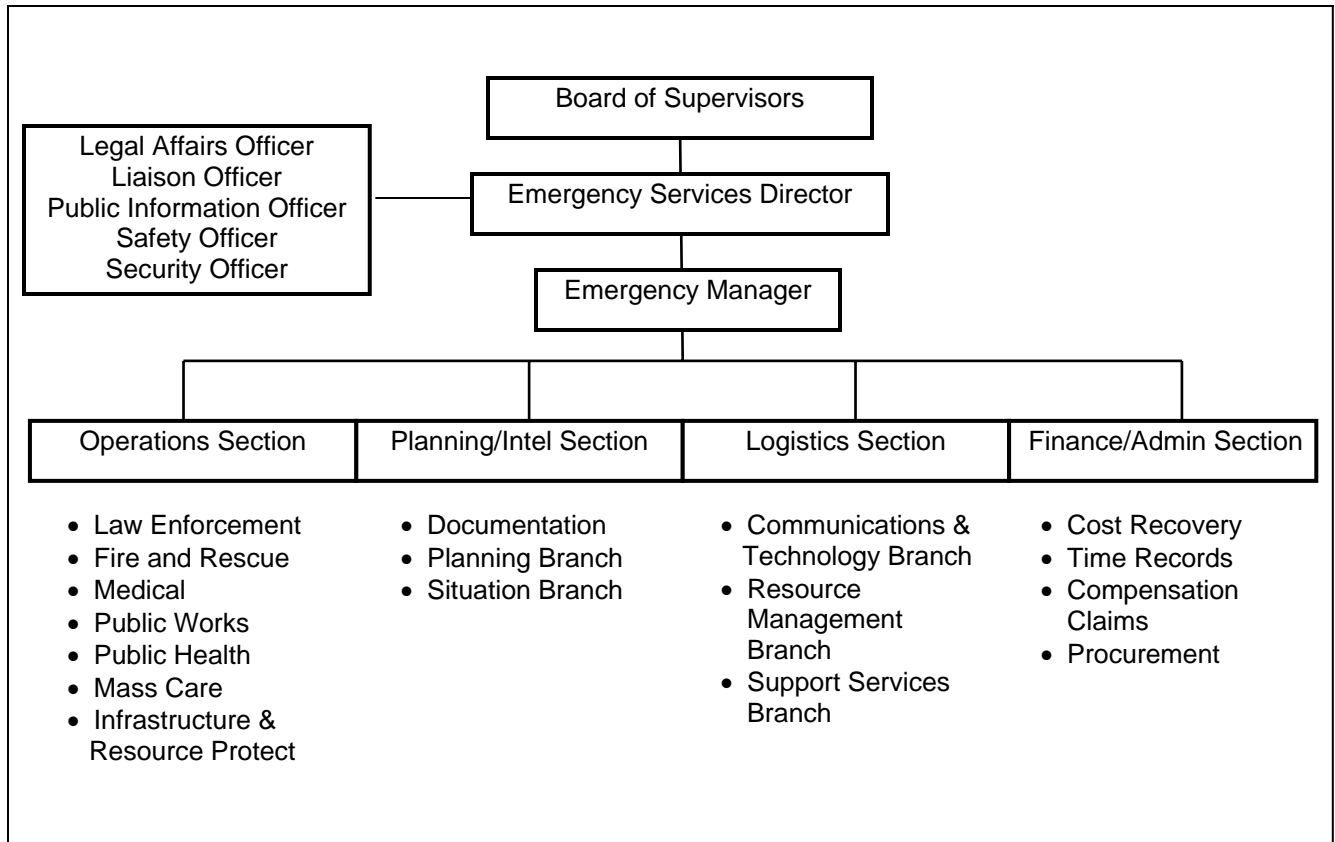 Board of Supervisors
Legal Affairs Officer
Liaison Officer
Public Information Officer
Safety Officer
Security Officer
Emergency Services Director
Emergency Manager
Operations Section
Planning/Intel Section
Logistics Section
Finance/Admin Section
• Law Enforcement
• Fire and Rescue
• Medical
• Public Works
• Public Health
• Mass Care
• Infrastructure &
Resource Protect
• Documentation
• Planning Branch
• Situation Branch
• Communications &
Technology Branch
• Resource
Management
Branch
• Support Services
Branch
• Cost Recovery
• Time Records
• Compensation
Claims
• Procurement